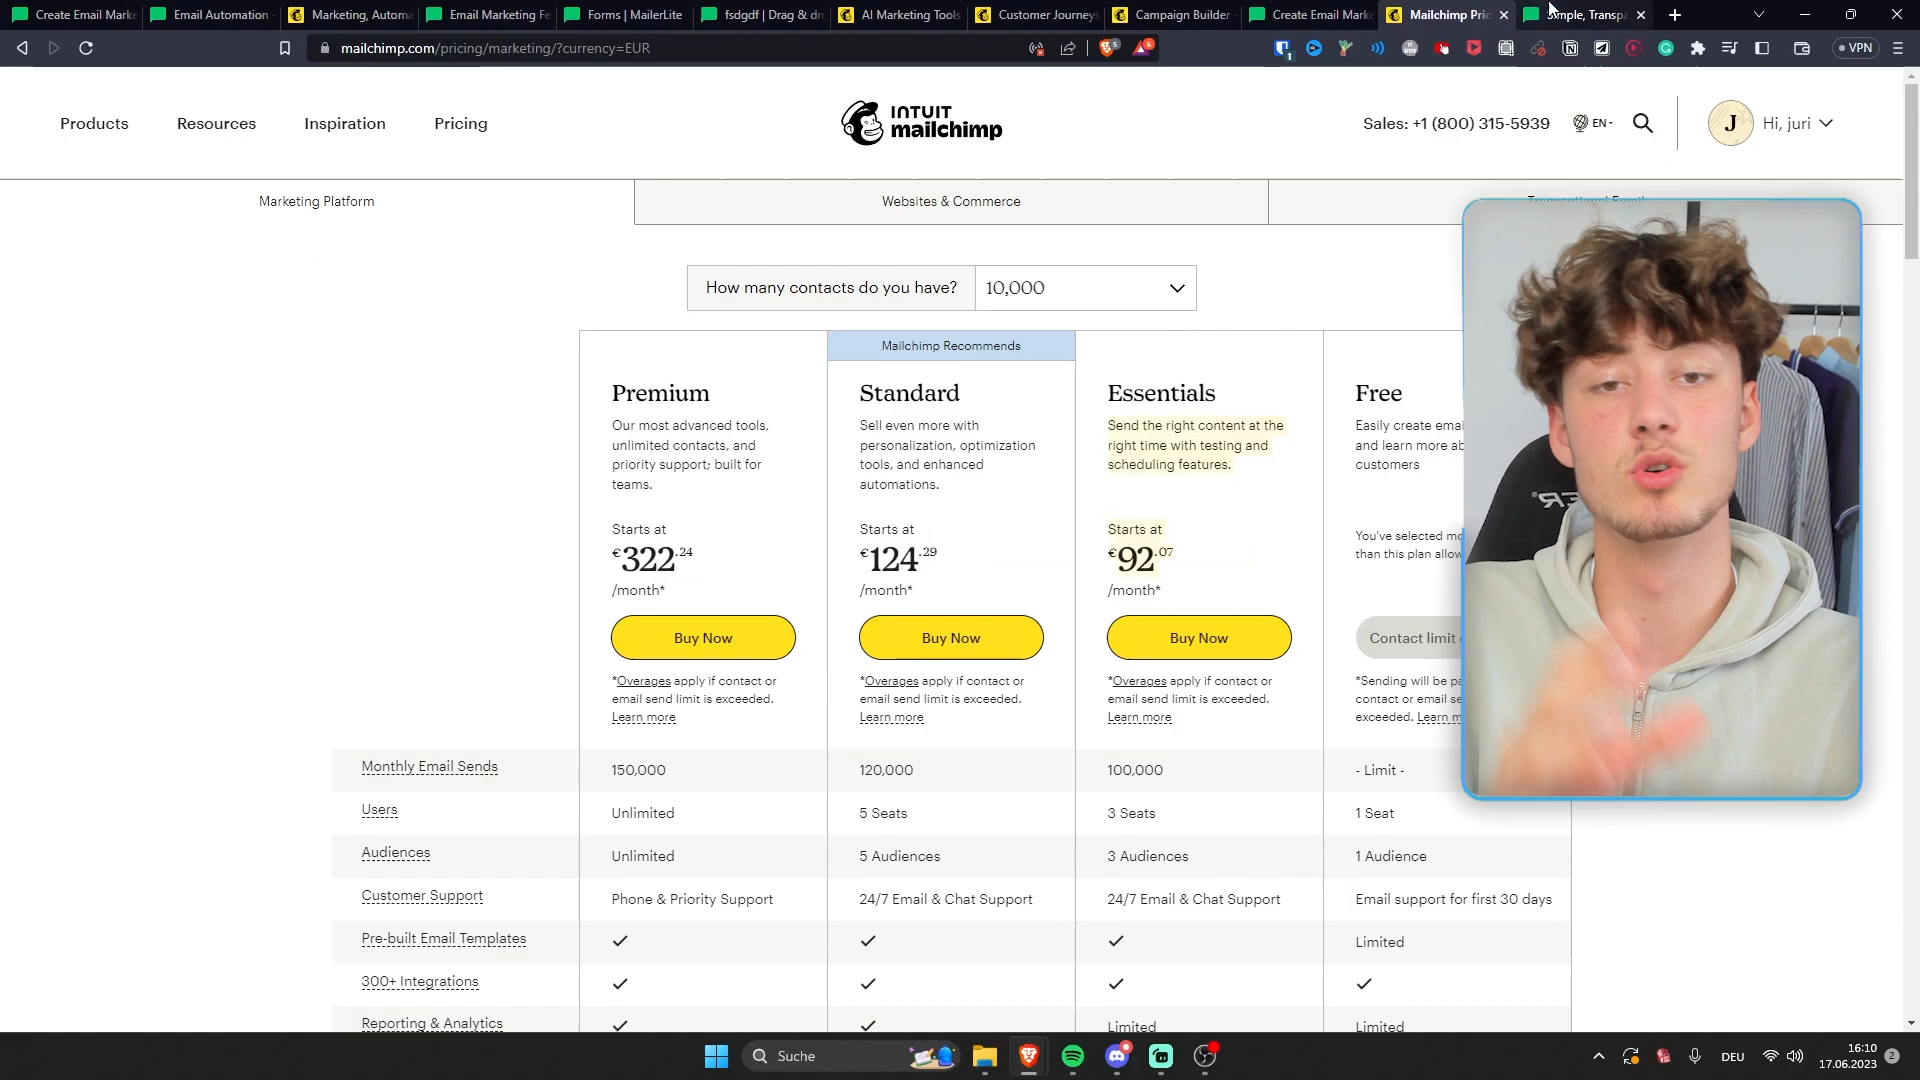 Create Email Marke
Email Automation
Marketing, Automa
Email Marketing Fe
Forms | MailerLite
fsdgdf | Drag & dr
AI Marketing Tools
Customer Journeys
Campaign Builder -
Create Email Marke
Mailchimp Pric
Simple, Transpa
mailchimp.com/pricing/marketing/?currency=EUR
VPN
Products
Resources
Inspiration
Pricing
INTUIT
mailchimp
Sales: +1 (800) 315-5939
EN
J
Hi, juri
Marketing Platform
Websites & Commerce
Transactional Email
How many contacts do you have?
10,000
Mailchimp Recommends
Premium
Our most advanced tools,
unlimited contacts, and
priority support; built for
teams.
Starts at
€322.24
/month*
Buy Now
*Overages apply if contact or
email send limit is exceeded.
Learn more
Standard
Sell even more with
personalization, optimization
tools, and enhanced
automations.
Starts at
€124.29
/month*
Buy Now
*Overages apply if contact or
email send limit is exceeded.
Learn more
Essentials
Send the right content at the
right time with testing and
scheduling features.
Starts at
€92.07
/month*
Buy Now
*Overages apply if contact or
email send limit is exceeded.
Learn more
Free
Easily create emai
and learn more ab
customers
You've selected mo
than this plan allow
Contact limit
*Sending will be pa
contact or email se
exceeded. Learn m
Monthly Email Sends 150,000 120,000 100,000 - Limit -
Users Unlimited 5 Seats 3 Seats 1 Seat
Audiences Unlimited 5 Audiences 3 Audiences 1 Audience
Customer Support Phone & Priority Support 24/7 Email & Chat Support 24/7 Email & Chat Support Email support for first 30 days
Pre-built Email Templates Limited
300+ Integrations
Reporting & Analytics Limited Limited
Suche
DEU
16:10
17.06.2023
2